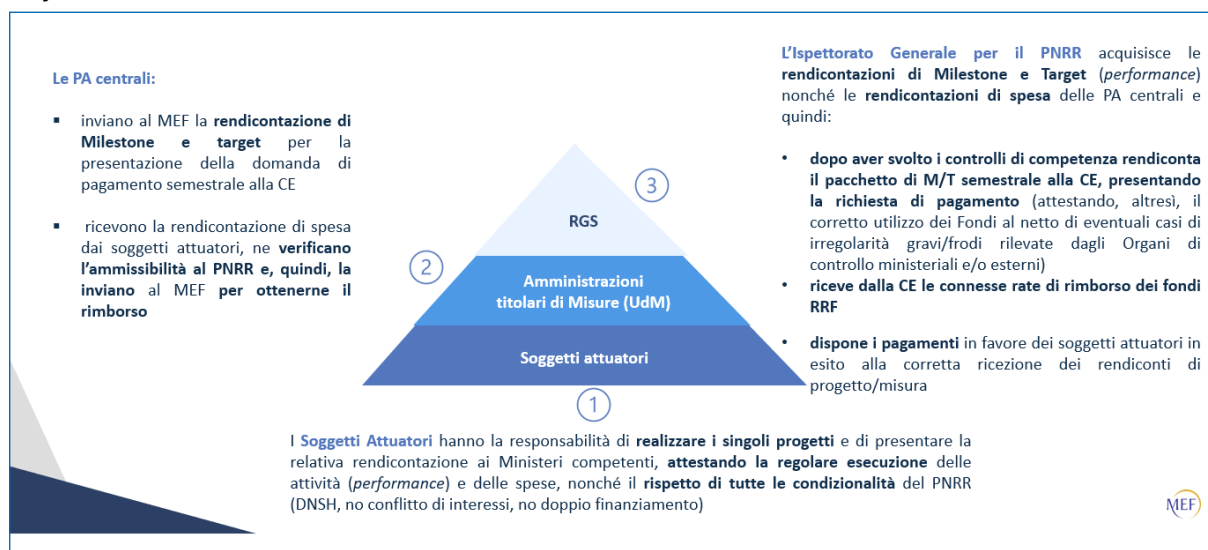 Le PA centrali:
▪ inviano al MEF la rendicontazione di
Milestone e target per la
presentazione della domanda di
pagamento semestrale alla CE
▪ ricevono la rendicontazione di spesa
dai soggetti attuatori, ne verificano
l'ammissibilità al PNRR e, quindi, la
inviano al MEF per ottenerne il
rimborso
L'Ispettorato Generale per il PNRR acquisisce le
rendicontazioni di Milestone e Target (performance)
nonché le rendicontazioni di spesa delle PA centrali e
quindi:
• dopo aver svolto i controlli di competenza rendiconta
il pacchetto di M/T semestrale alla CE, presentando
la richiesta di pagamento (attestando, altresì, il
corretto utilizzo dei Fondi al netto di eventuali casi di
irregolarità gravi/frodi rilevate dagli Organi di
controllo ministeriali e/o esterni)
• riceve dalla CE le connesse rate di rimborso dei fondi
RRF
• dispone i pagamenti in favore dei soggetti attuatori in
esito alla corretta ricezione dei rendiconti di
progetto/misura
3
RGS
2
Amministrazioni
titolari di Misure (UdM)
Soggetti attuatori
1
I Soggetti Attuatori hanno la responsabilità di realizzare i singoli progetti e di presentare la
relativa rendicontazione ai Ministeri competenti, attestando la regolare esecuzione delle
attività (performance) e delle spese, nonché il rispetto di tutte le condizionalità del PNRR
(DNSH, no conflitto di interessi, no doppio finanziamento)
MEF